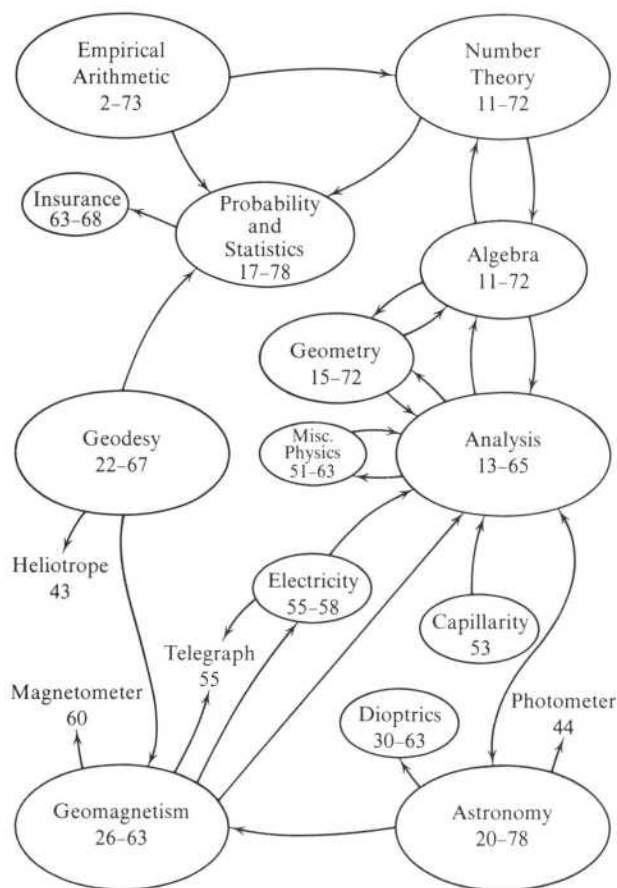 Empirical
Arithmetic
2–73
Number
Theory
11–72
Insurance
63–68
Probability
and
Statistics
17–78
Algebra
11–72
Geometry
15–72
Geodesy
22–67
Misc.
Physics
51–63
Analysis
13–65
Heliotrope
43
Electricity
55–58
Capillarity
53
Telegraph
55
Magnetometer
60
Dioptrics
30–63
Photometer
44
Geomagnetism
26–63
Astronomy
20–78